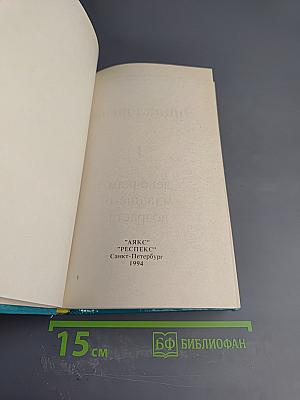 "АЯКС"
"РЕСПЕКС"
Санкт-Петербург
1994
15 см
БФ БИБЛИОФАН